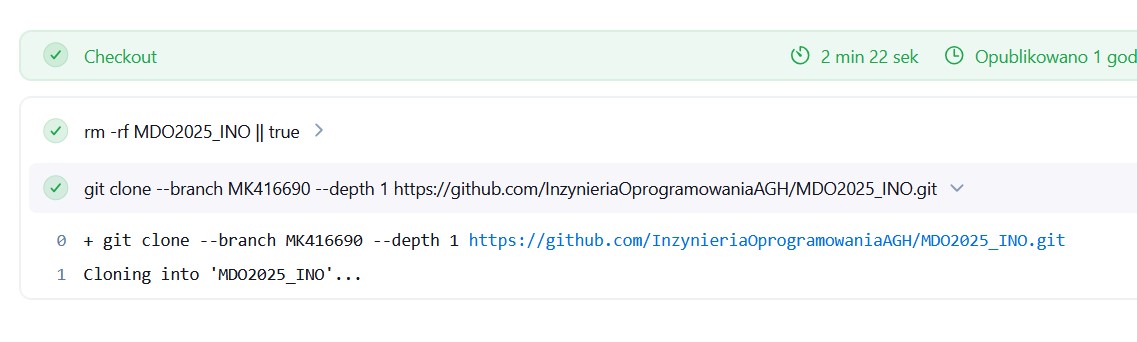 Checkout 2 min 22 sek Opublikowano 1 god
rm -rf MDO2025_INO || true
git clone --branch MK416690 --depth 1 https://github.com/InzynieriaOprogramowaniaAGH/MDO2025_INO.git
0 + git clone --branch MK416690 --depth 1 https://github.com/InzynieriaOprogramowaniaAGH/MDO2025_INO.git
1 Cloning into 'MDO2025_INO'...